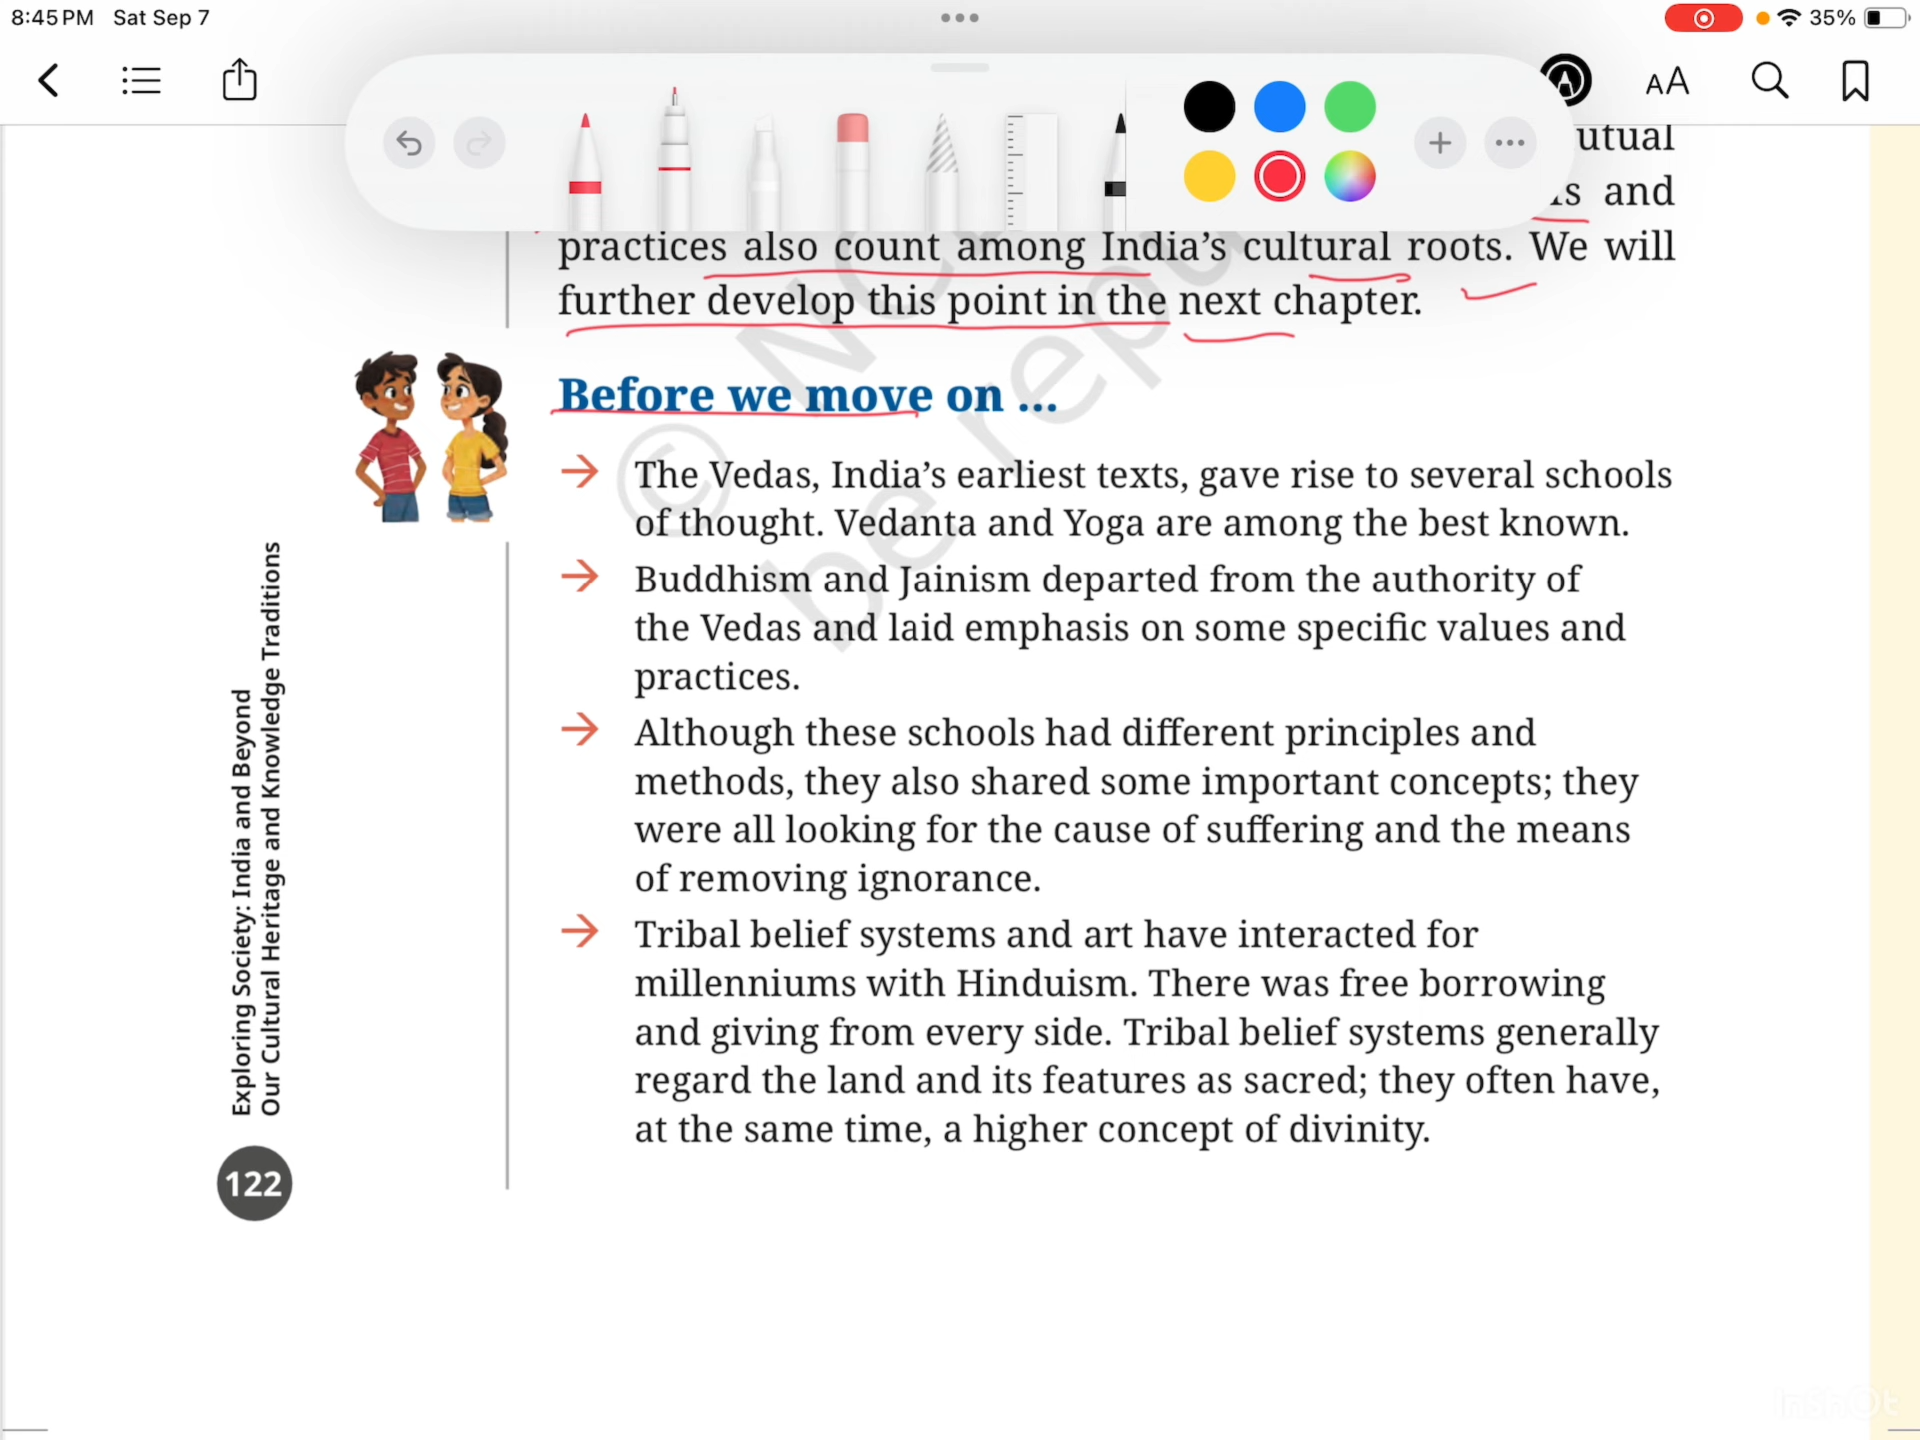 8:45 PM Sat Sep 7
35%
AA
utual
and
practices also count among India's cultural roots. We will
further develop this point in the next chapter.
Before we move on ...
→ The Vedas, India's earliest texts, gave rise to several schools
of thought. Vedanta and Yoga are among the best known.
→ Buddhism and Jainism departed from the authority of
the Vedas and laid emphasis on some specific values and
practices.
→ Although these schools had different principles and
methods, they also shared some important concepts; they
were all looking for the cause of suffering and the means
of removing ignorance.
→ Tribal belief systems and art have interacted for
millenniums with Hinduism. There was free borrowing
and giving from every side. Tribal belief systems generally
regard the land and its features as sacred; they often have,
at the same time, a higher concept of divinity.
Exploring Society: India and Beyond
Our Cultural Heritage and Knowledge Traditions
122
© NC
be repu
InShOt